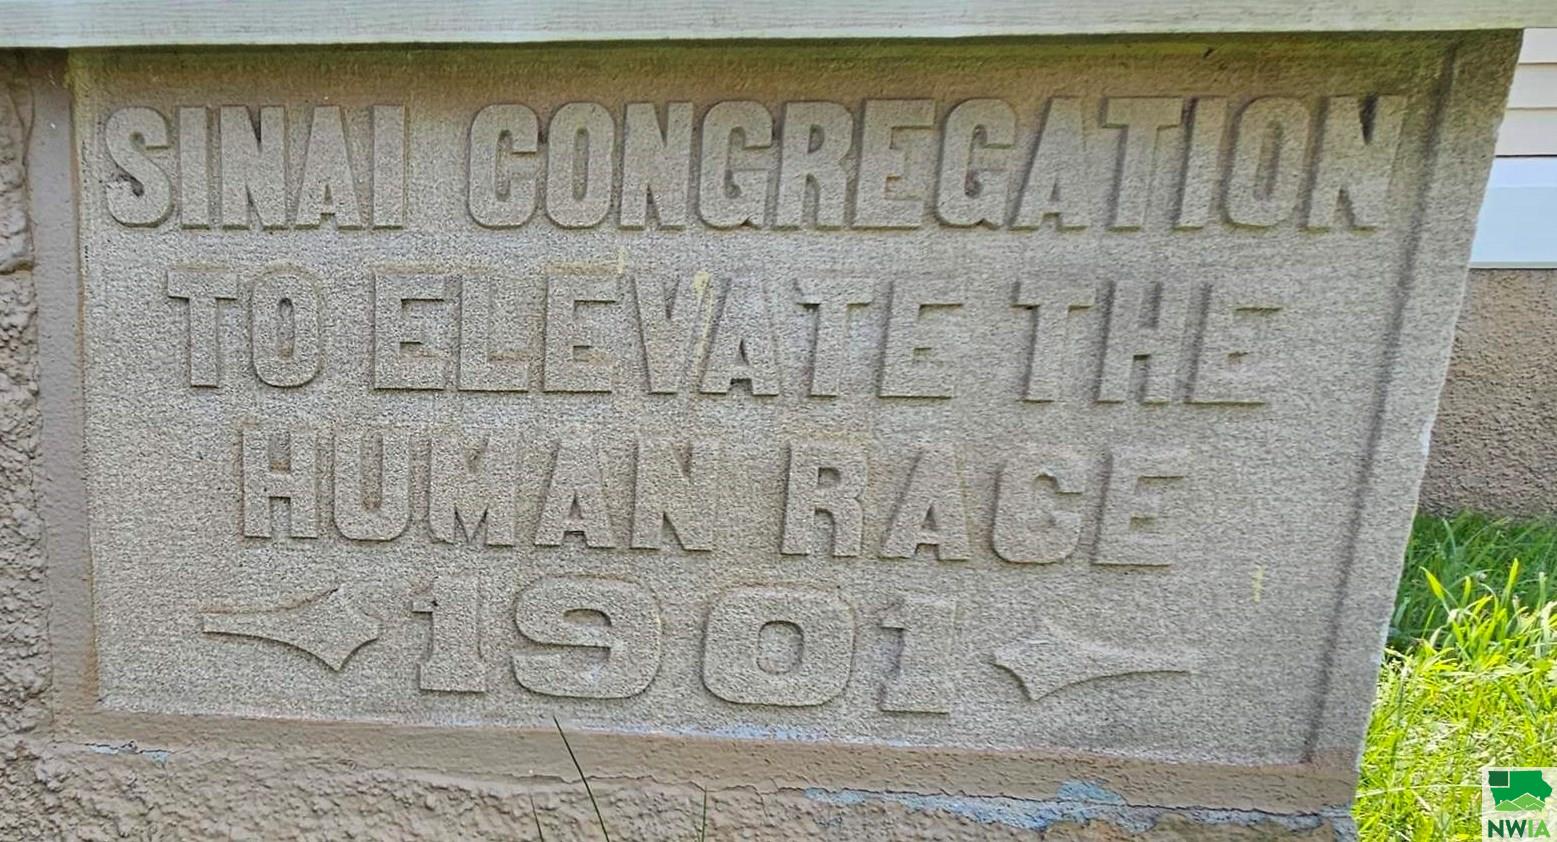 SINAI CONGREGATION
TO ELEVATE THE
HUMAN RACE
1901
NWIA